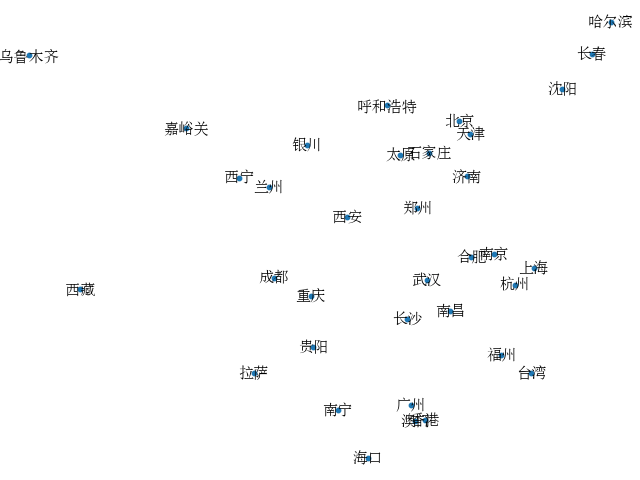 哈尔滨
长春
乌鲁木齐
沈阳
呼和浩特
北京
嘉峪关
天津
银川
太原
石家庄
西宁
济南
兰州
郑州
西安
合肥
南京
上海
成都
武汉
杭州
西藏
重庆
南昌
长沙
贵阳
福州
拉萨
台湾
广州
南宁
澳门
香港
海口